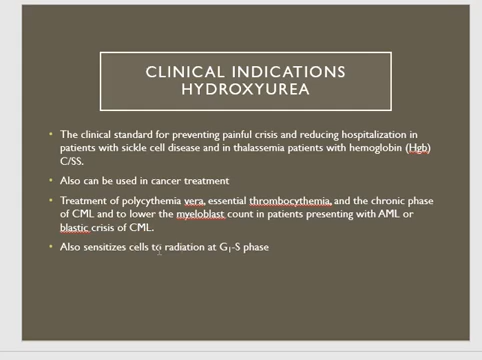 CLINICAL INDICATIONS
HYDROXYUREA
• The clinical standard for preventing painful crisis and reducing hospitalization in
patients with sickle cell disease and in thalassemia patients with hemoglobin (Hgb)
C/SS.
• Also can be used in cancer treatment
• Treatment of polycythemia vera, essential thrombocythemia, and the chronic phase
of CML and to lower the myeloblast count in patients presenting with AML or
blastic crisis of CML.
• Also sensitizes cells to radiation at G₁-S phase